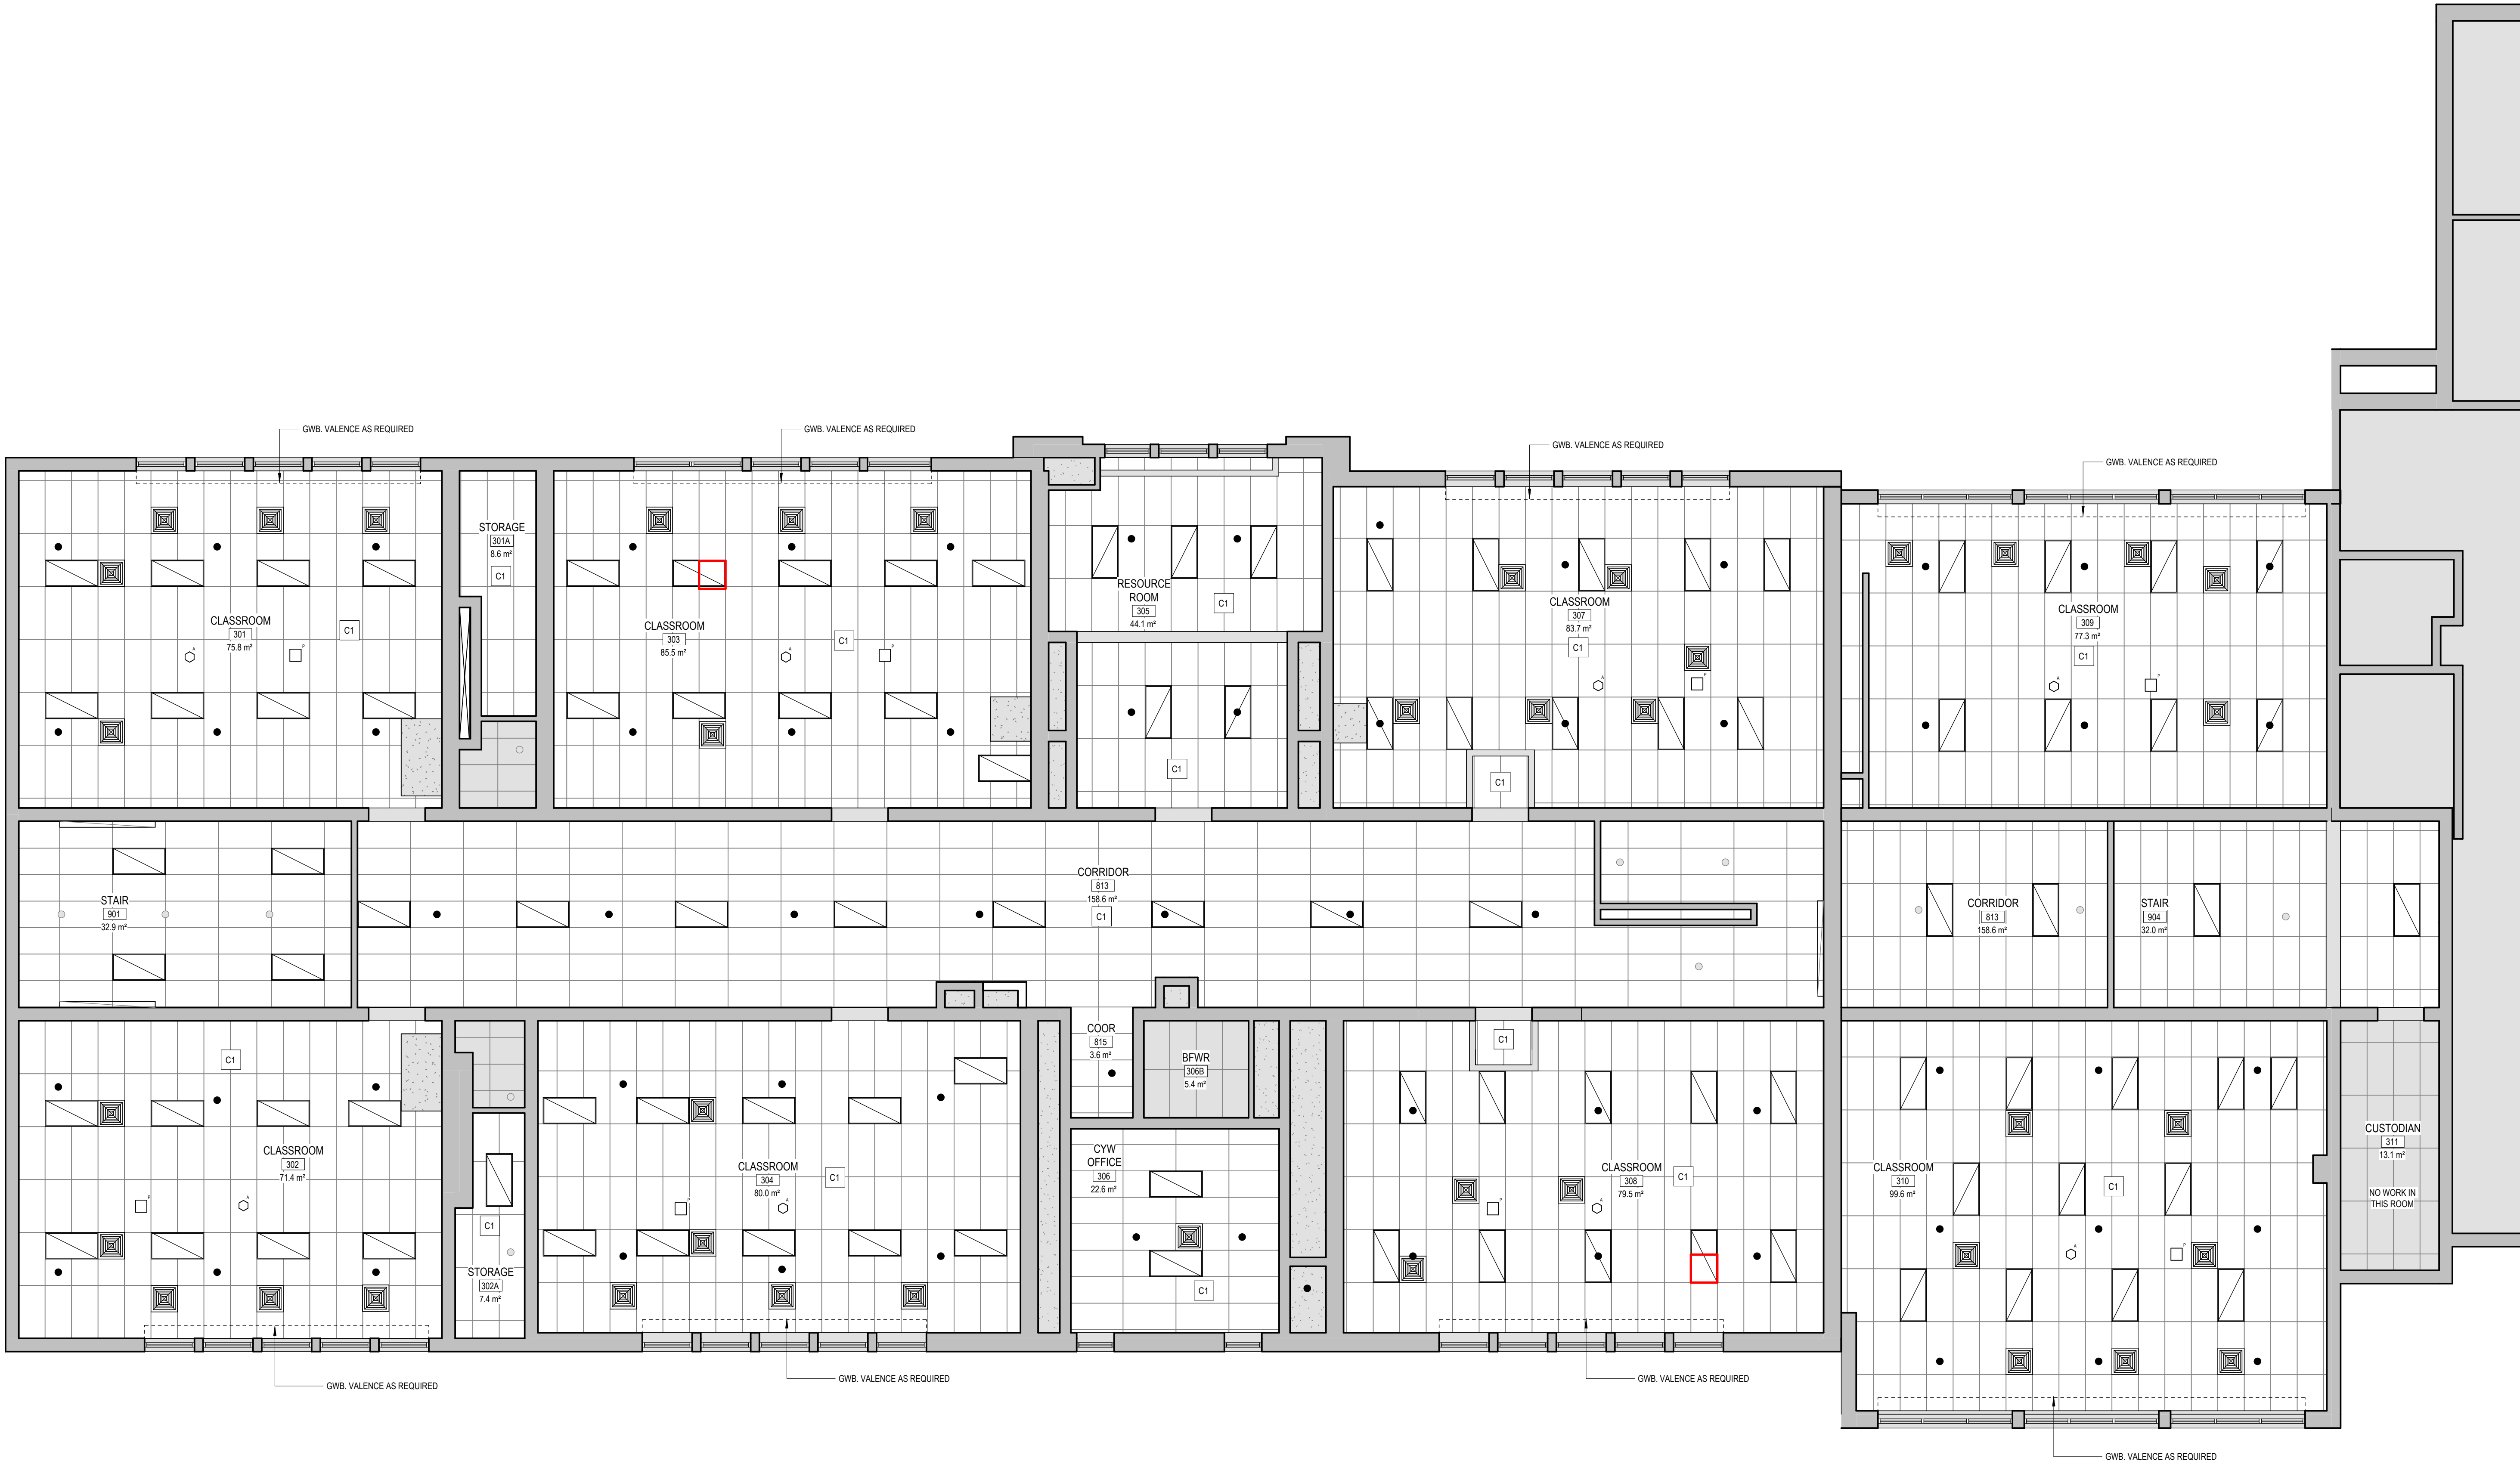 GWB. VALENCE AS REQUIRED
GWB. VALENCE AS REQUIRED
GWB. VALENCE AS REQUIRED
GWB. VALENCE AS REQUIRED
CLASSROOM
301
75.8 m²
C1
A
P
STORAGE
301A
8.6 m²
C1
CLASSROOM
303
85.5 m²
C1
A
P
RESOURCE
ROOM
305
44.1 m²
C1
C1
CLASSROOM
307
83.7 m²
C1
A
P
C1
CLASSROOM
309
77.3 m²
C1
A
P
STAIR
901
32.9 m²
CORRIDOR
813
158.6 m²
C1
CORRIDOR
813
158.6 m²
STAIR
904
32.0 m²
C1
CLASSROOM
302
71.4 m²
P
A
C1
STORAGE
302A
7.4 m²
CLASSROOM
304
80.0 m²
C1
P
A
COOR
815
3.6 m²
BFWR
306B
5.4 m²
CYW
OFFICE
306
22.6 m²
C1
C1
CLASSROOM
308
79.5 m²
C1
P
A
CLASSROOM
310
99.6 m²
C1
A
P
CUSTODIAN
311
13.1 m²
NO WORK IN
THIS ROOM
GWB. VALENCE AS REQUIRED
GWB. VALENCE AS REQUIRED
GWB. VALENCE AS REQUIRED
GWB. VALENCE AS REQUIRED